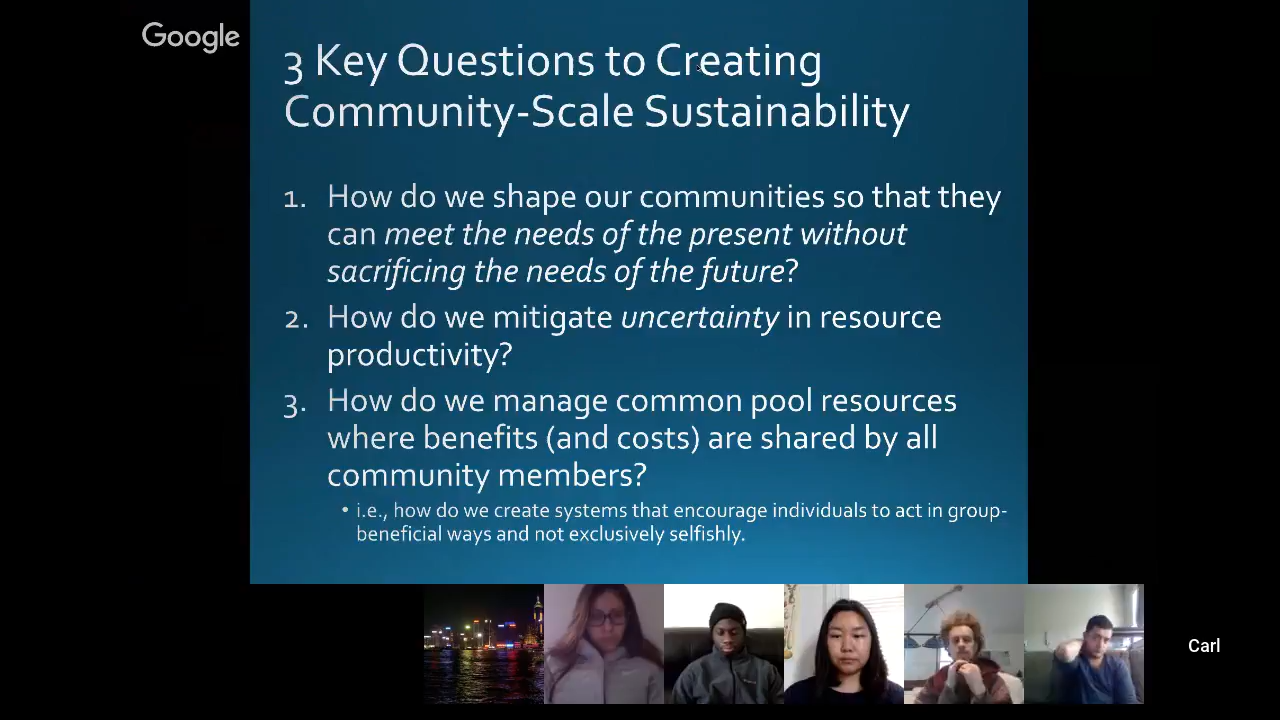 Google
3 Key Questions to Creating
Community-Scale Sustainability
1. How do we shape our communities so that they
can meet the needs of the present without
sacrificing the needs of the future?
2. How do we mitigate uncertainty in resource
productivity?
3. How do we manage common pool resources
where benefits (and costs) are shared by all
community members?
• i.e., how do we create systems that encourage individuals to act in group-
beneficial ways and not exclusively selfishly.
Carl